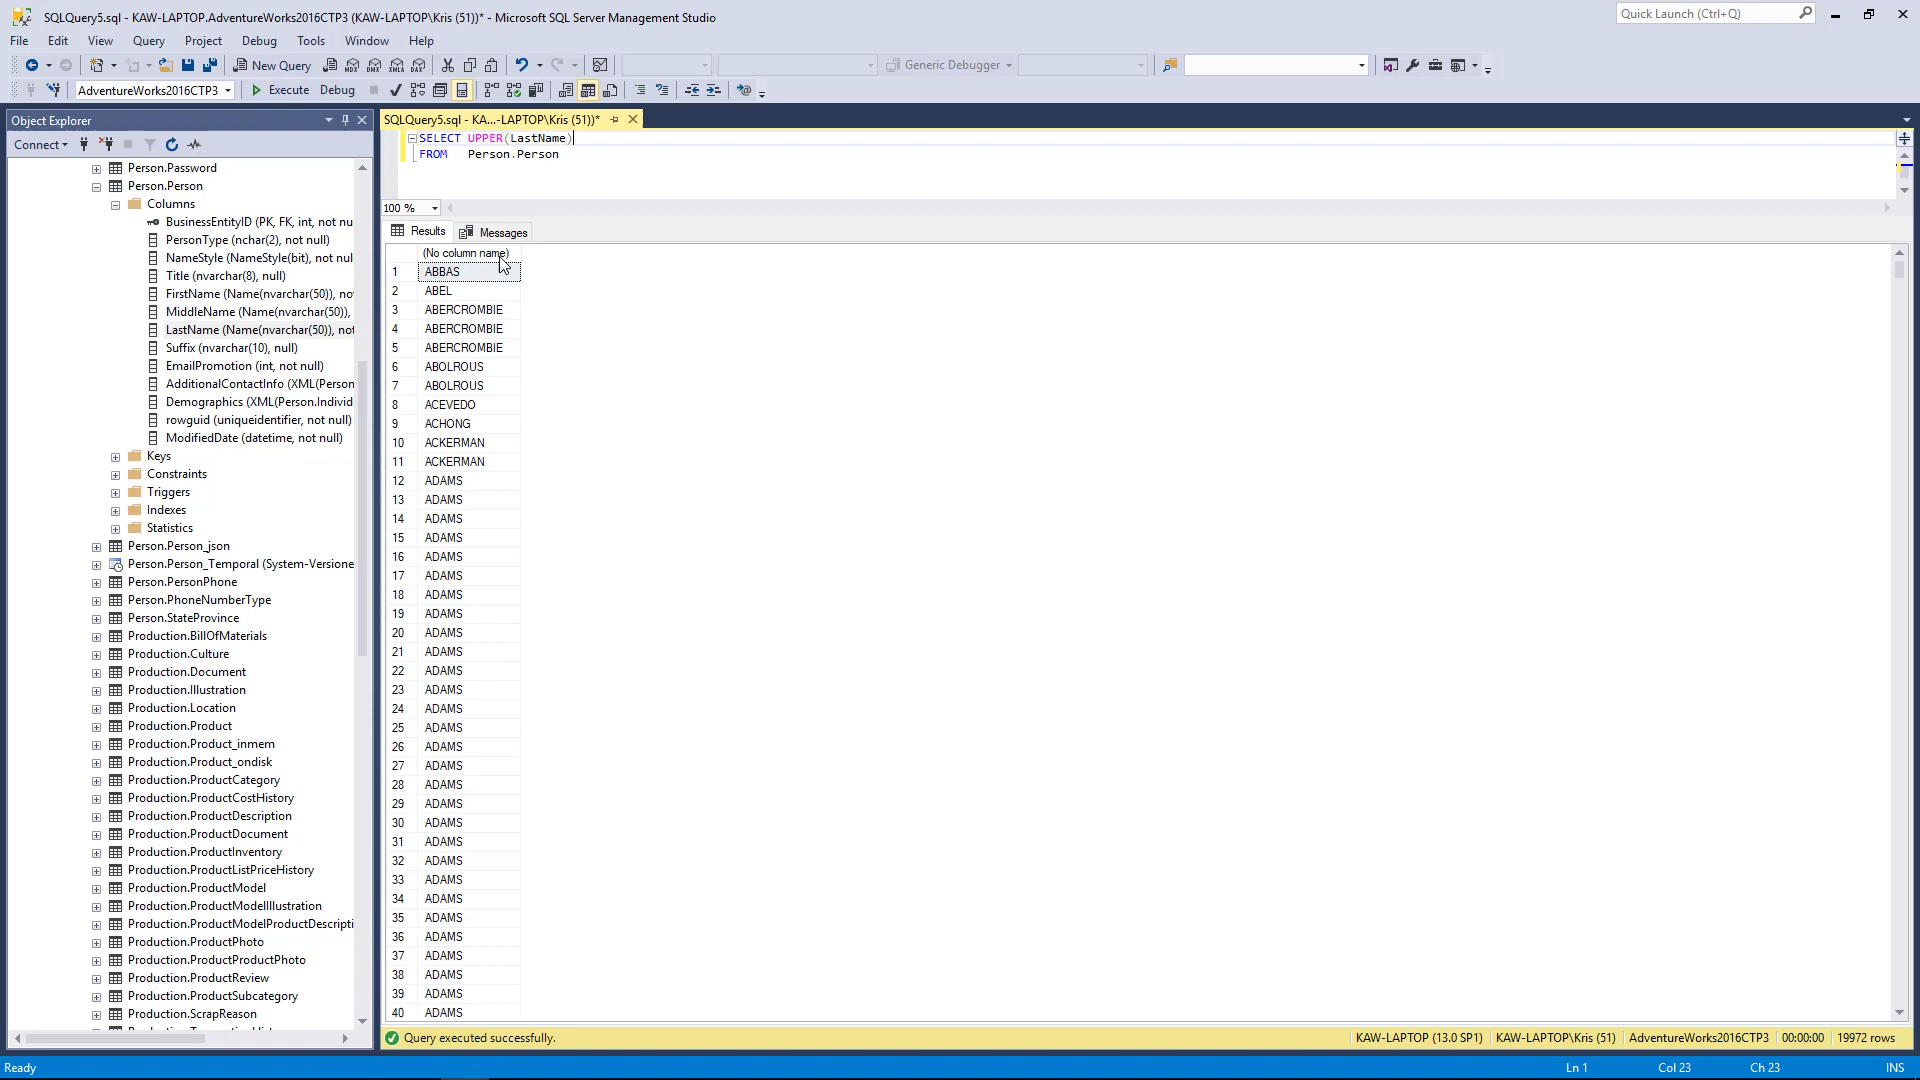 SQLQuery5.sql - KAW-LAPTOP.AdventureWorks2016CTP3 (KAW-LAPTOP\Kris (51))* - Microsoft SQL Server Management Studio
Quick Launch (Ctrl+Q)
File Edit View Query Project Debug Tools Window Help
New Query
MDX DMX XMLA DAX
Generic Debugger
AdventureWorks2016CTP3 Execute Debug
Object Explorer
SQLQuery5.sql - KA...-LAPTOP\Kris (51))*
Connect
Person.Password
Person.Person
Columns
BusinessEntityID (PK, FK, int, not nu
PersonType (nchar(2), not null)
NameStyle (NameStyle(bit), not nul
Title (nvarchar(8), null)
FirstName (Name(nvarchar(50)), no
MiddleName (Name(nvarchar(50)),
LastName (Name(nvarchar(50)), not
Suffix (nvarchar(10), null)
EmailPromotion (int, not null)
AdditionalContactInfo (XML(Person
Demographics (XML(Person.Individ
rowguid (uniqueidentifier, not null)
ModifiedDate (datetime, not null)
Keys
Constraints
Triggers
Indexes
Statistics
Person.Person_json
Person.Person_Temporal (System-Versione
Person.PersonPhone
Person.PhoneNumberType
Person.StateProvince
Production.BillOfMaterials
Production.Culture
Production.Document
Production.Illustration
Production.Location
Production.Product
Production.Product_inmem
Production.Product_ondisk
Production.ProductCategory
Production.ProductCostHistory
Production.ProductDescription
Production.ProductDocument
Production.ProductInventory
Production.ProductListPriceHistory
Production.ProductModel
Production.ProductModelIllustration
Production.ProductModelProductDescripti
Production.ProductPhoto
Production.ProductProductPhoto
Production.ProductReview
Production.ProductSubcategory
Production.ScrapReason
SELECT UPPER(LastName)
FROM Person.Person
100 %
Results Messages
(No column name)
1 ABBAS
2 ABEL
3 ABERCROMBIE
4 ABERCROMBIE
5 ABERCROMBIE
6 ABOLROUS
7 ABOLROUS
8 ACEVEDO
9 ACHONG
10 ACKERMAN
11 ACKERMAN
12 ADAMS
13 ADAMS
14 ADAMS
15 ADAMS
16 ADAMS
17 ADAMS
18 ADAMS
19 ADAMS
20 ADAMS
21 ADAMS
22 ADAMS
23 ADAMS
24 ADAMS
25 ADAMS
26 ADAMS
27 ADAMS
28 ADAMS
29 ADAMS
30 ADAMS
31 ADAMS
32 ADAMS
33 ADAMS
34 ADAMS
35 ADAMS
36 ADAMS
37 ADAMS
38 ADAMS
39 ADAMS
40 ADAMS
Query executed successfully. KAW-LAPTOP (13.0 SP1) KAW-LAPTOP\Kris (51) AdventureWorks2016CTP3 00:00:00 19972 rows
Ready Ln 1 Col 23 Ch 23 INS